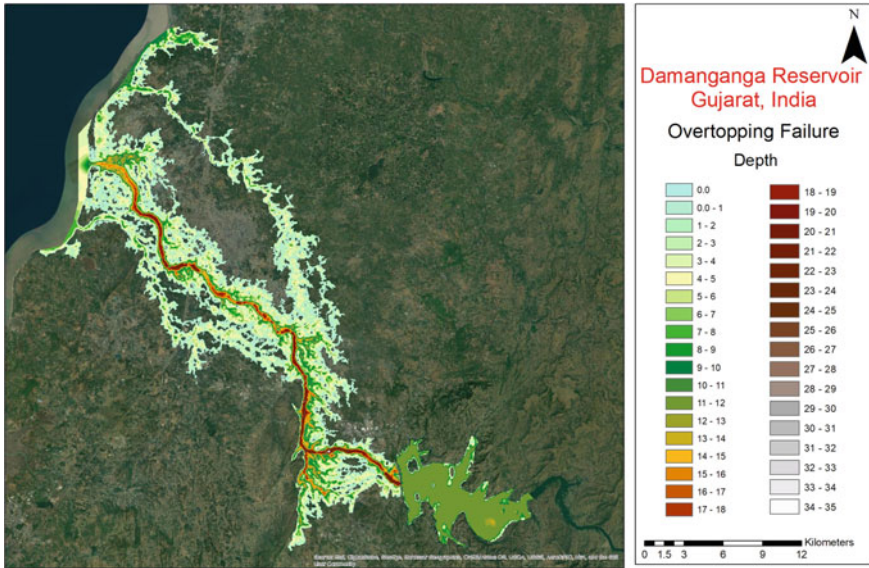 N
Damanganga Reservoir
Gujarat, India
Overtopping Failure
Depth
0.0
0.0 - 1
1 - 2
2 - 3
3 - 4
4 - 5
5 - 6
6 - 7
7 - 8
8 - 9
9 - 10
10 - 11
11 - 12
12 - 13
13 - 14
14 - 15
15 - 16
16 - 17
17 - 18
18 - 19
19 - 20
20 - 21
21 - 22
22 - 23
23 - 24
24 - 25
25 - 26
26 - 27
27 - 28
28 - 29
29 - 30
30 - 31
31 - 32
32 - 33
33 - 34
34 - 35
Kilometers
0 1.5 3 6 9 12
User Community